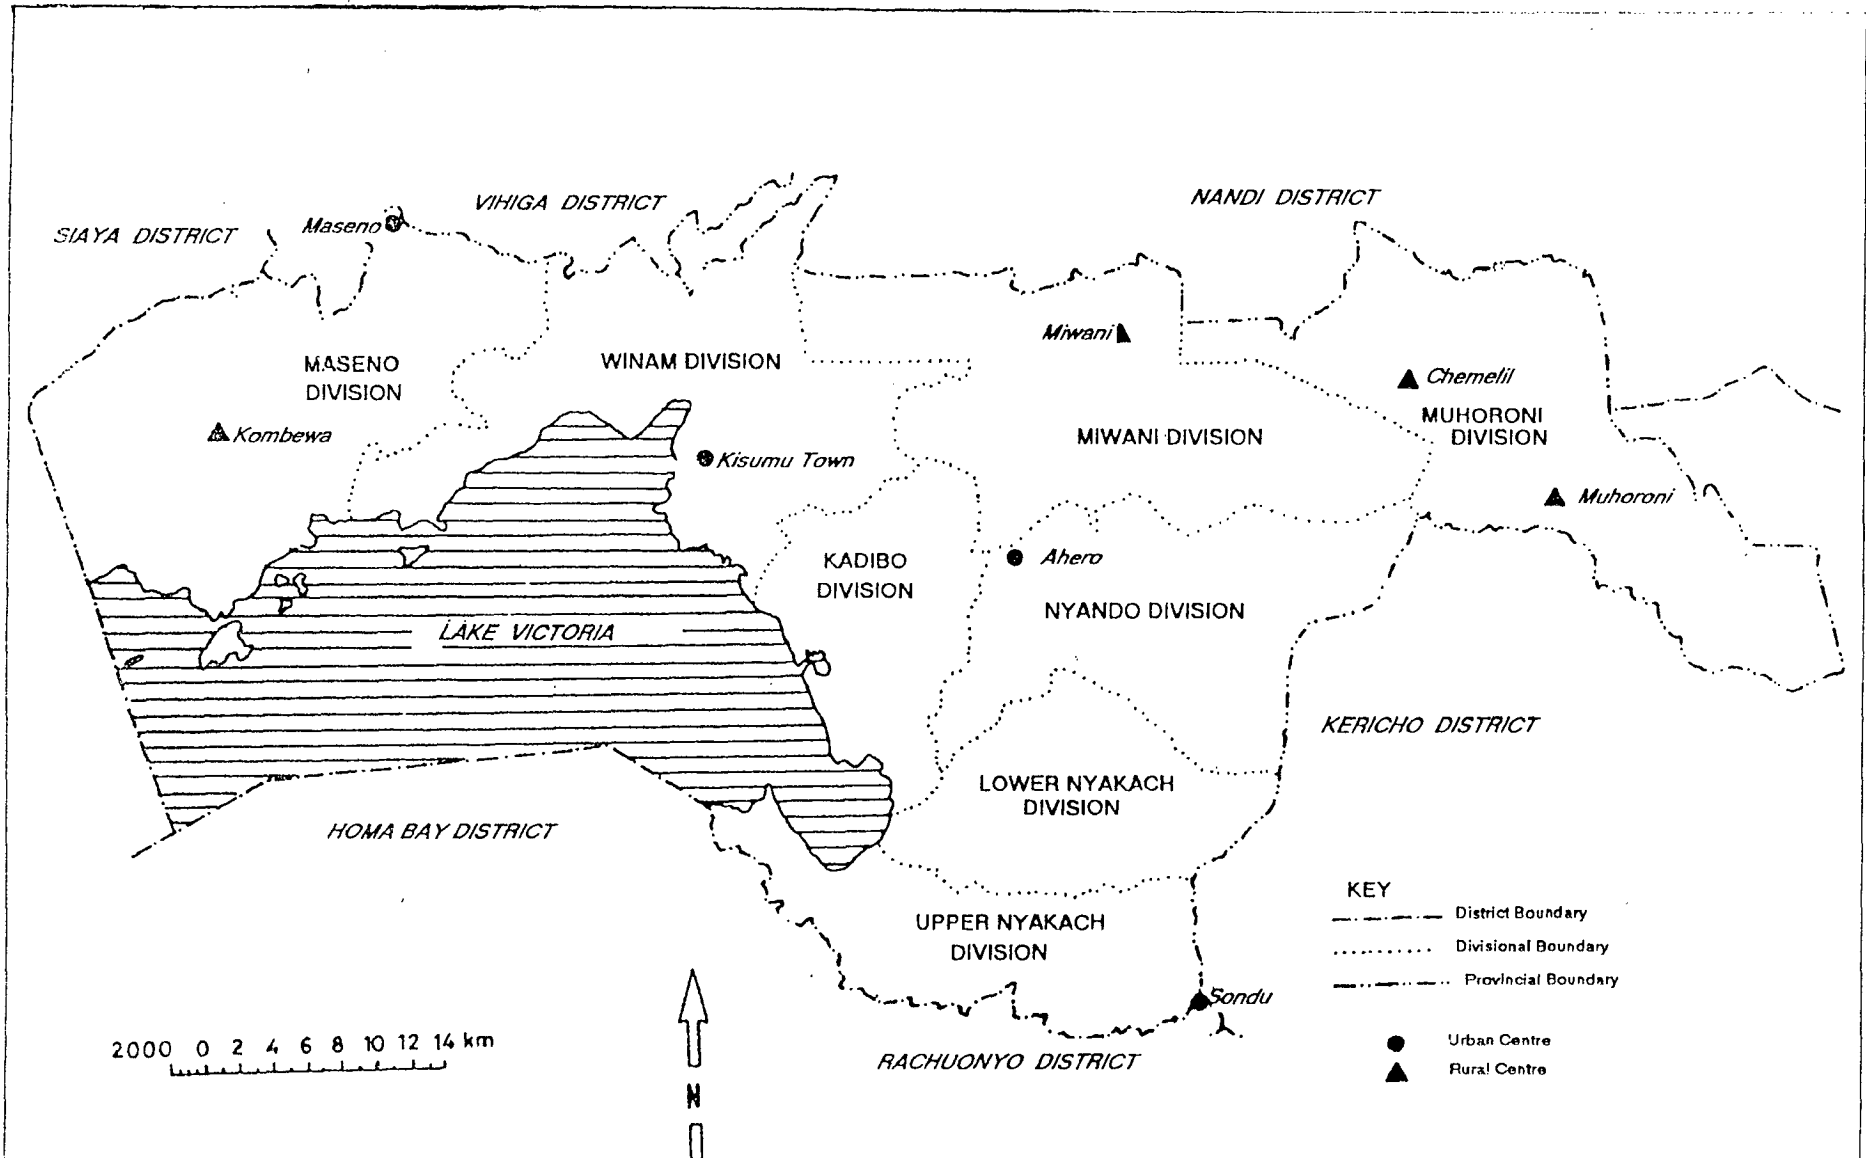 NANDI DISTRICT
VIHIGA DISTRICT
SIAYA DISTRICT
Maseno
Miwani
MASENO
DIVISION
WINAM DIVISION
Chemelil
MUHORONI
DIVISION
Kombewa
MIWANI DIVISION
Kisumu Town
Muhoroni
KADIBO
DIVISION
Ahero
NYANDO DIVISION
LAKE VICTORIA
KERICHO DISTRICT
LOWER NYAKACH
DIVISION
HOMA BAY DISTRICT
UPPER NYAKACH
DIVISION
Sondu
RACHUONYO DISTRICT
KEY
District Boundary
Divisional Boundary
Provincial Boundary
Urban Centre
Rural Centre
2000 0 2 4 6 8 10 12 14 km
N